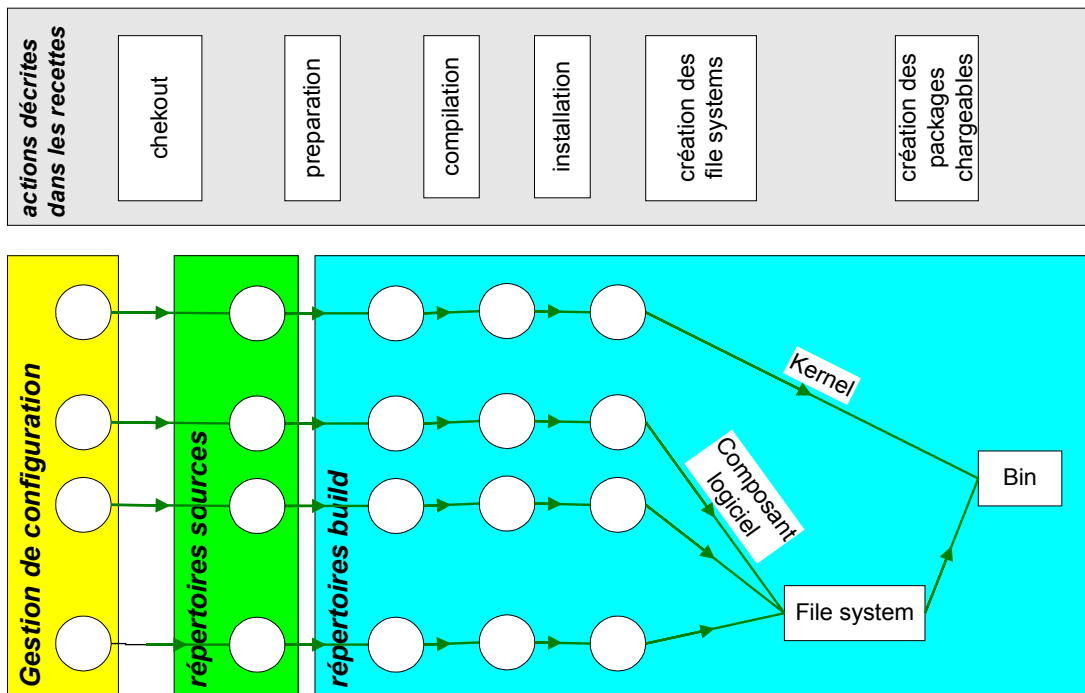 actions décrites
dans les recettes
chekout
preparation
compilation
installation
création des
file systems
création des
packages
chargeables
Gestion de configuration
répertoires sources
répertoires build
Kernel
Composant
logiciel
Bin
File system